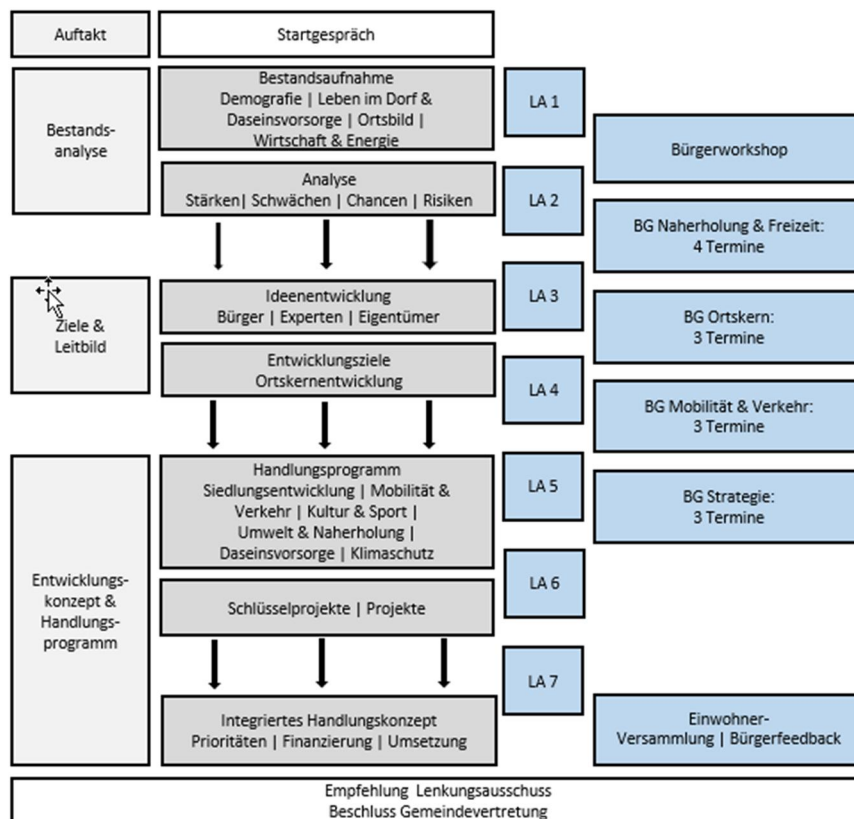 Auftakt
Startgespräch
Bestands-
analyse
Bestandsaufnahme
Demografie | Leben im Dorf &
Daseinsvorsorge | Ortsbild |
Wirtschaft & Energie
Analyse
Stärken| Schwächen | Chancen | Risiken
Ziele &
Leitbild
Ideenentwicklung
Bürger | Experten | Eigentümer
Entwicklungsziele
Ortskernentwicklung
Entwicklungs-
konzept &
Handlungs-
programm
Handlungsprogramm
Siedlungsentwicklung | Mobilität &
Verkehr | Kultur & Sport |
Umwelt & Naherholung |
Daseinsvorsorge | Klimaschutz
Schlüsselprojekte | Projekte
Integriertes Handlungskonzept
Prioritäten | Finanzierung | Umsetzung
LA 1
LA 2
LA 3
LA 4
LA 5
LA 6
LA 7
Bürgerworkshop
BG Naherholung & Freizeit:
4 Termine
BG Ortskern:
3 Termine
BG Mobilität & Verkehr:
3 Termine
BG Strategie:
3 Termine
Einwohner-
Versammlung | Bürgerfeedback
Empfehlung Lenkungsausschuss
Beschluss Gemeindevertretung